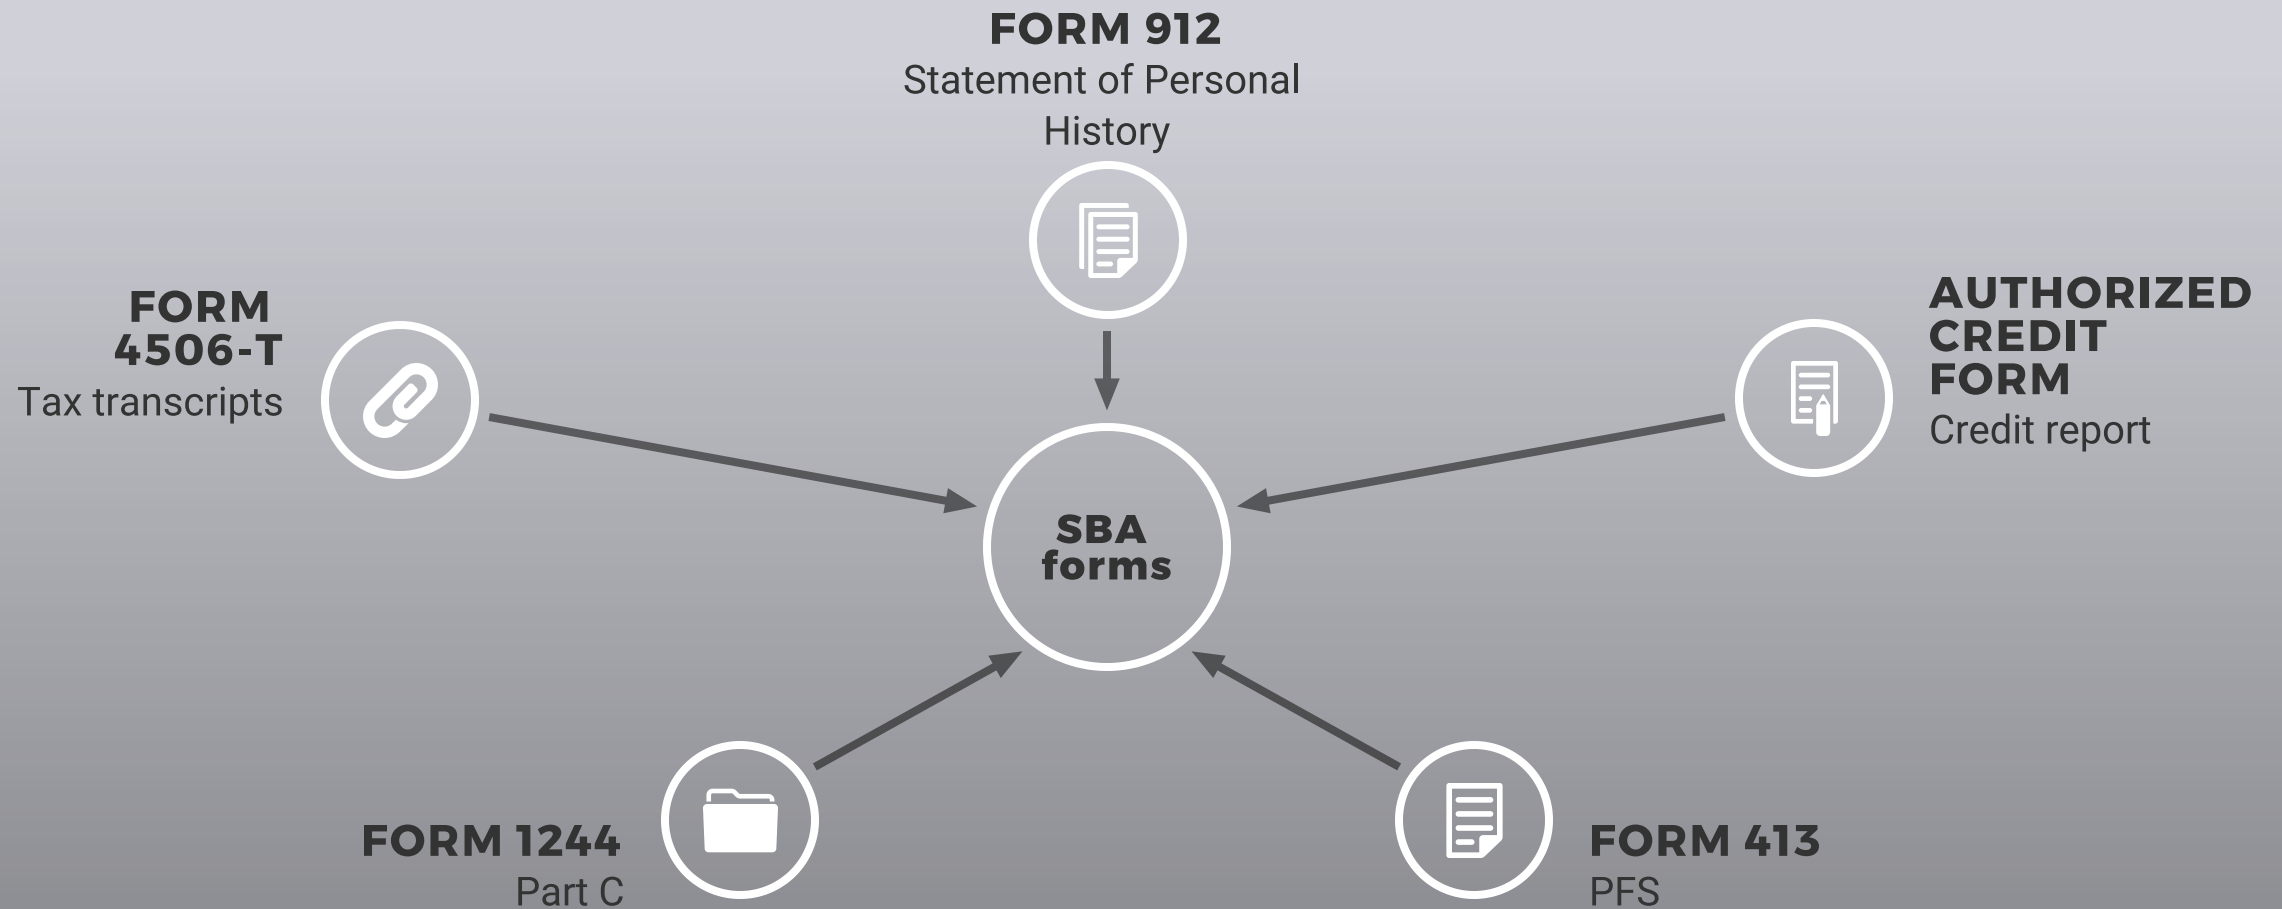 FORM 912
Statement of Personal
History
FORM
4506-T
Tax transcripts
AUTHORIZED
CREDIT
FORM
Credit report
SBA
forms
FORM 1244
Part C
FORM 413
PFS